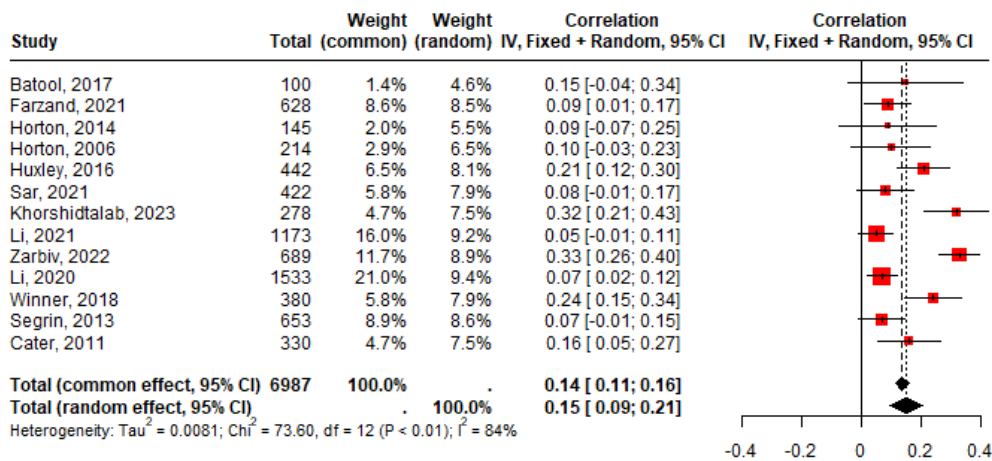 Weight Weight Correlation Correlation
Study Total (common) (random) IV, Fixed + Random, 95% CI IV, Fixed + Random, 95% CI
Batool, 2017 100 1.4% 4.6% 0.15 [-0.04; 0.34]
Farzand, 2021 628 8.6% 8.5% 0.09 [ 0.01; 0.17]
Horton, 2014 145 2.0% 5.5% 0.09 [-0.07; 0.25]
Horton, 2006 214 2.9% 6.5% 0.10 [-0.03; 0.23]
Huxley, 2016 442 6.5% 8.1% 0.21 [ 0.12; 0.30]
Sar, 2021 422 5.8% 7.9% 0.08 [-0.01; 0.17]
Khorshidtalab, 2023 278 4.7% 7.5% 0.32 [ 0.21; 0.43]
Li, 2021 1173 16.0% 9.2% 0.05 [-0.01; 0.11]
Zarbiv, 2022 689 11.7% 8.9% 0.33 [ 0.26; 0.40]
Li, 2020 1533 21.0% 9.4% 0.07 [ 0.02; 0.12]
Winner, 2018 380 5.8% 7.9% 0.24 [ 0.15; 0.34]
Segrin, 2013 653 8.9% 8.6% 0.07 [-0.01; 0.15]
Cater, 2011 330 4.7% 7.5% 0.16 [ 0.05; 0.27]
Total (common effect, 95% CI) 6987 100.0% . 0.14 [ 0.11; 0.16]
Total (random effect, 95% CI) . 100.0% 0.15 [ 0.09; 0.21]
Heterogeneity: Tau² = 0.0081; Chi² = 73.60, df = 12 (P < 0.01); I² = 84%
-0.4 -0.2 0 0.2 0.4